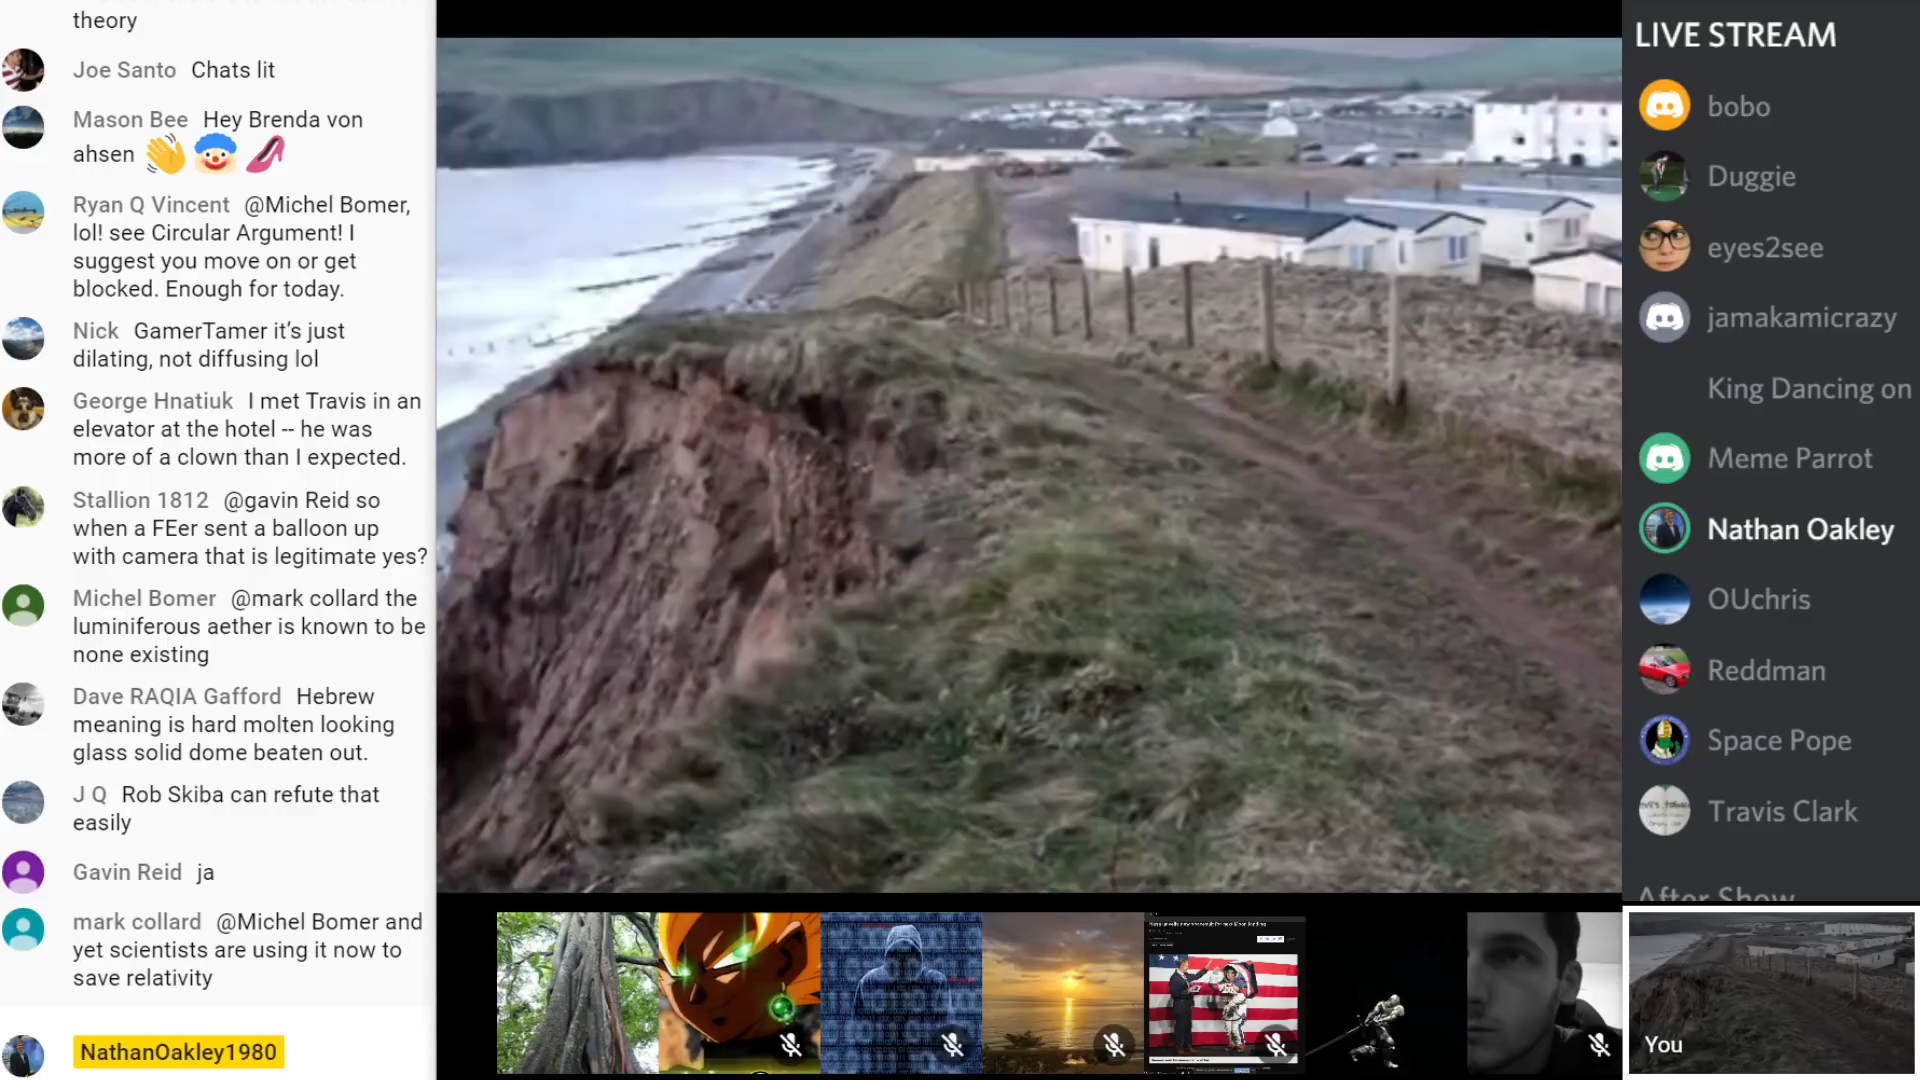 theory
Joe Santo Chats lit
Mason Bee Hey Brenda von
ahsen
Ryan Q Vincent @Michel Bomer,
lol! see Circular Argument! I
suggest you move on or get
blocked. Enough for today.
Nick GamerTamer it’s just
dilating, not diffusing lol
George Hnatiuk I met Travis in an
elevator at the hotel -- he was
more of a clown than I expected.
Stallion 1812 @gavin Reid so
when a FEer sent a balloon up
with camera that is legitimate yes?
Michel Bomer @mark collard the
luminiferous aether is known to be
none existing
Dave RAQIA Gafford Hebrew
meaning is hard molten looking
glass solid dome beaten out.
J Q Rob Skiba can refute that
easily
Gavin Reid ja
mark collard @Michel Bomer and
yet scientists are using it now to
save relativity
NathanOakley1980
LIVE STREAM
bobo
Duggie
eyes2see
jamakamicrazy
King Dancing on
Meme Parrot
Nathan Oakley
OUchris
Reddman
Space Pope
Travis Clark
After Show
You